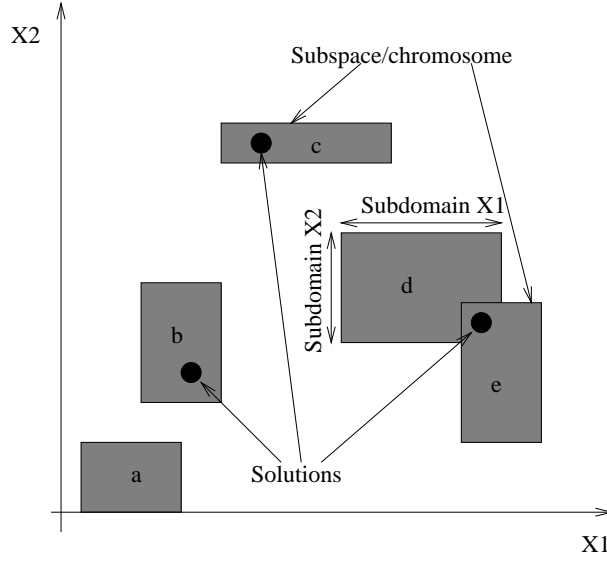 X2
Subspace/chromosome
c
Subdomain X1
Subdomain X2
d
b
e
a
Solutions
X1